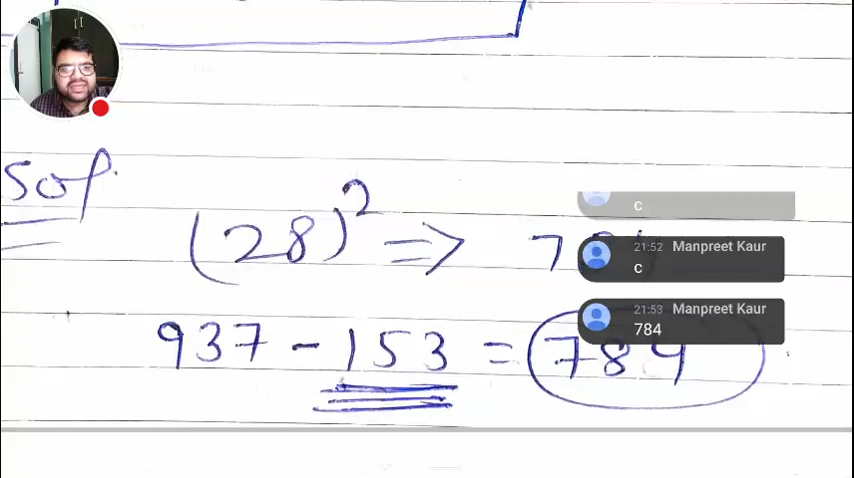 sol.
(28)² => 7
c
21:52 Manpreet Kaur
c
21:53 Manpreet Kaur
784
937 - 153 = 784